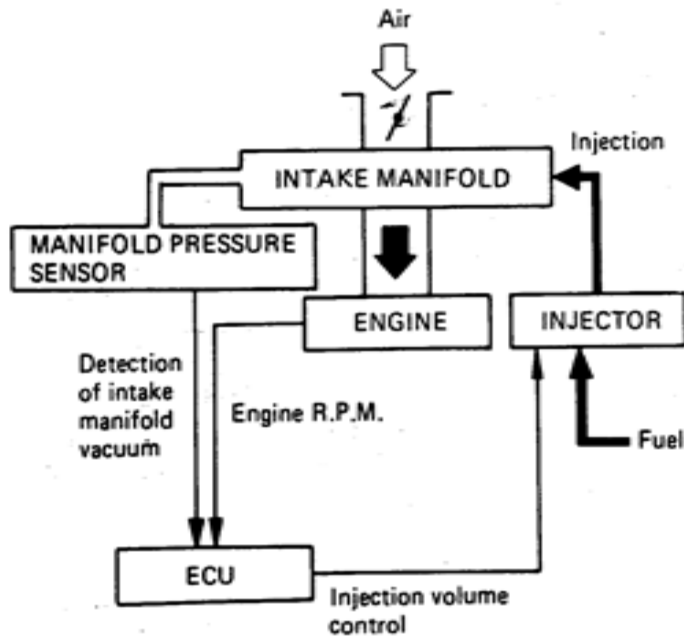 Air
Injection
INTAKE MANIFOLD
MANIFOLD PRESSURE
SENSOR
ENGINE
INJECTOR
Detection
of intake
manifold
vacuum
Engine R.P.M.
Fuel
ECU
Injection volume
control